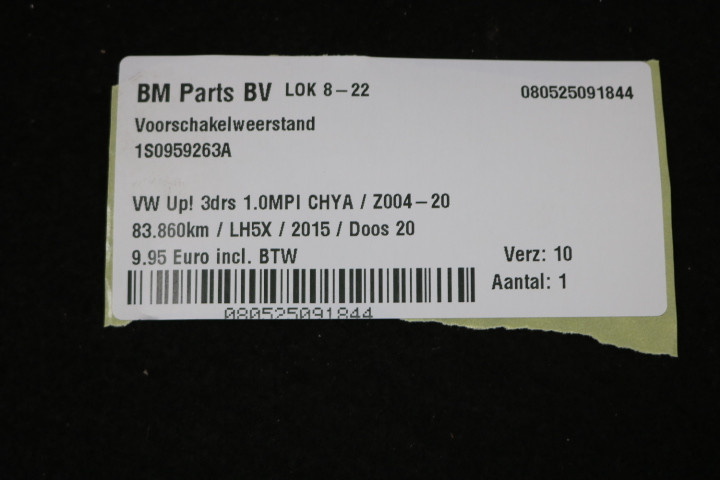 BM Parts BV LOK 8-22 080525091844
Voorschakelweerstand
1S0959263A
VW Up! 3drs 1.0MPI CHYA / Z004-20
83.860km / LH5X / 2015 / Doos 20
9.95 Euro incl. BTW Verz: 10
Aantal: 1
080525091844